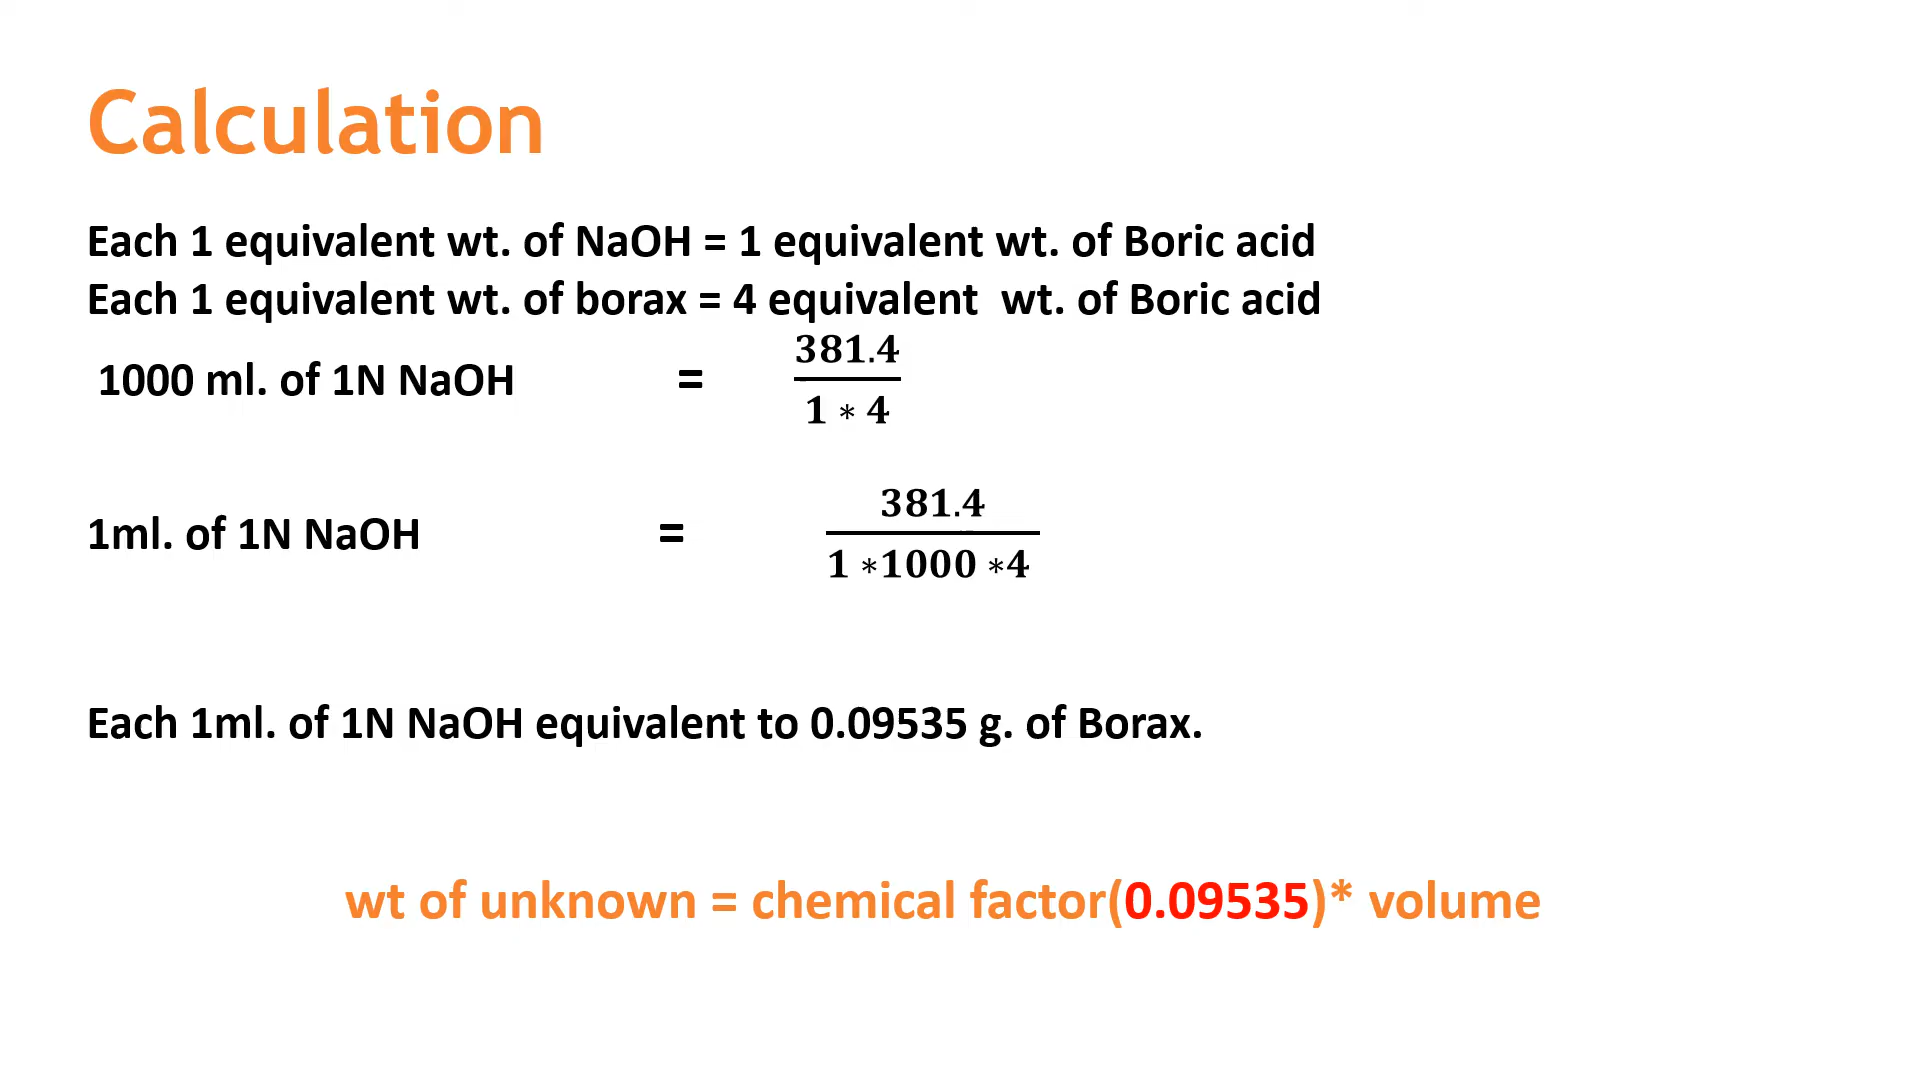 Calculation
Each 1 equivalent wt. of NaOH = 1 equivalent wt. of Boric acid
Each 1 equivalent wt. of borax = 4 equivalent wt. of Boric acid
1000 ml. of 1N NaOH = 381.4 / 1 * 4
1ml. of 1N NaOH = 381.4 / 1 *1000 *4
Each 1ml. of 1N NaOH equivalent to 0.09535 g. of Borax.
wt of unknown = chemical factor(0.09535)* volume